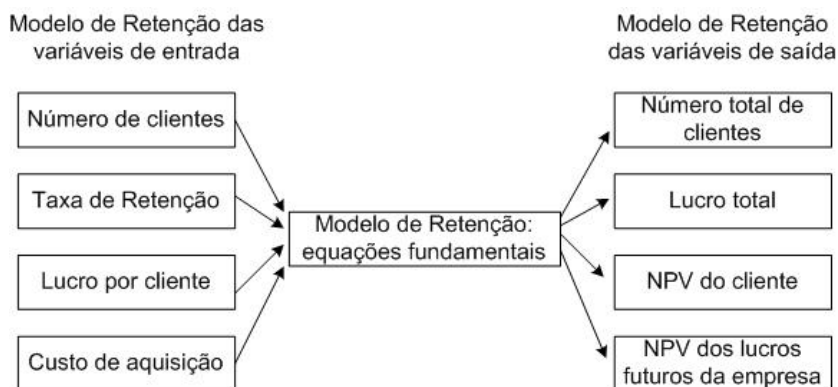 Modelo de Retenção das
variáveis de entrada
Número de clientes
Taxa de Retenção
Lucro por cliente
Custo de aquisição
Modelo de Retenção:
equações fundamentais
Modelo de Retenção
das variáveis de saída
Número total de
clientes
Lucro total
NPV do cliente
NPV dos lucros
futuros da empresa